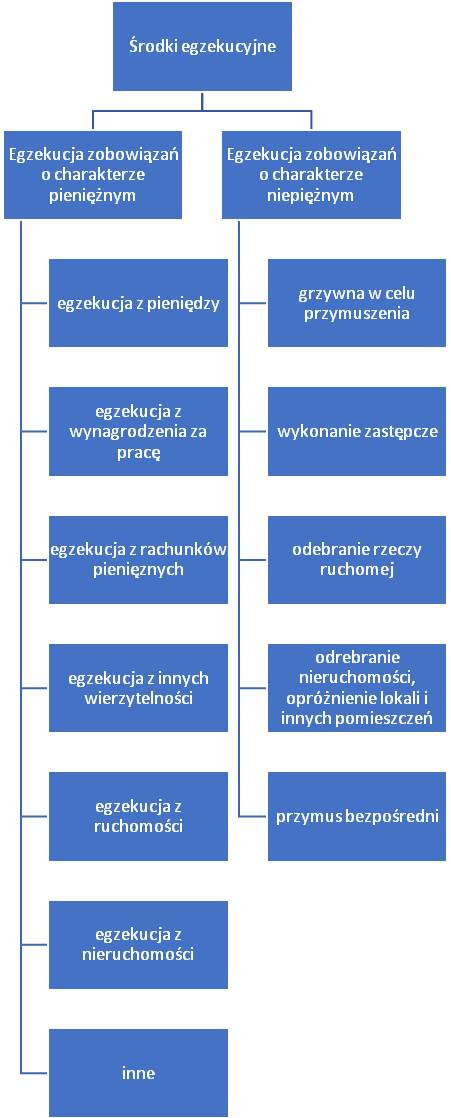 Środki egzekucyjne
Egzekucja zobowiązań
o charakterze
pieniężnym
egzekucja z pieniędzy
egzekucja z
wynagrodzenia za
pracę
egzekucja z rachunków
pienięznych
egzekucja z innych
wierzytelności
egzekucja z
ruchomości
egzekucja z
nieruchomości
inne
Egzekucja zobowiązań
o charakterze
niepiężnym
grzywna w celu
przymuszenia
wykonanie zastępcze
odebranie rzeczy
ruchomej
odrebranie
nieruchomości,
opróżnienie lokali i
innych pomieszczeń
przymus bezpośredni